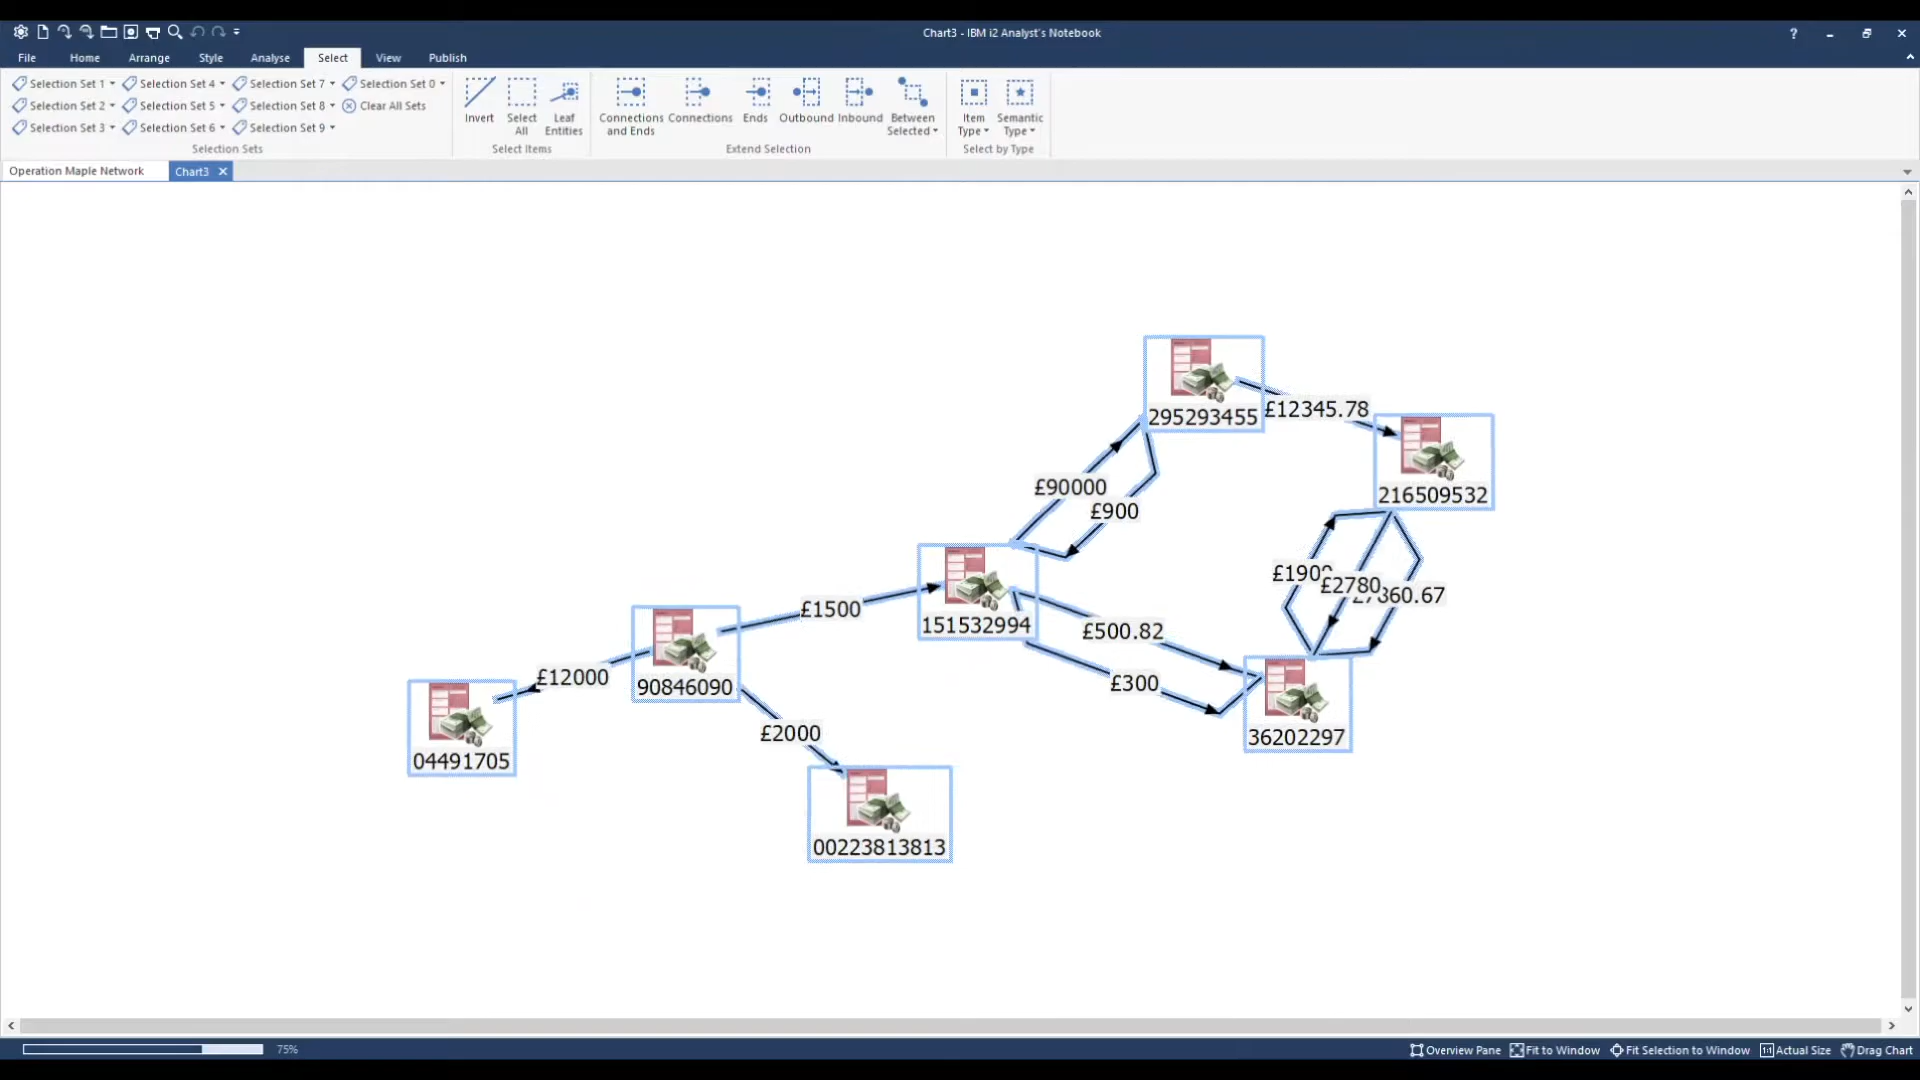 Chart3 - IBM i2 Analyst's Notebook
File Home Arrange Style Analyse Select View Publish
Selection Set 1 Selection Set 4 Selection Set 7 Selection Set 0
Selection Set 2 Selection Set 5 Selection Set 8 Clear All Sets
Selection Set 3 Selection Set 6 Selection Set 9
Selection Sets
Invert Select All Leaf Entities
Select Items
Connections and Ends Connections Ends Outbound Inbound Between Selected
Extend Selection
Item Type Semantic Type
Select by Type
Operation Maple Network Chart3
295293455
£12345.78
216509532
£90000
£900
£1900
£2780
360.67
£1500
151532994
£500.82
£300
36202297
90846090
£12000
£2000
04491705
00223813813
75%
Overview Pane Fit to Window Fit Selection to Window 1:1 Actual Size Drag Chart